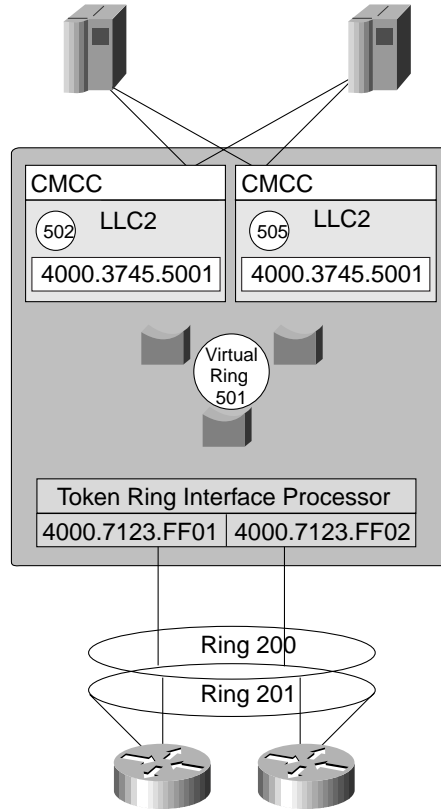 CMCC
CMCC
502
LLC2
505
LLC2
4000.3745.5001
4000.3745.5001
Virtual
Ring
501
Token Ring Interface Processor
4000.7123.FF01
4000.7123.FF02
Ring 200
Ring 201